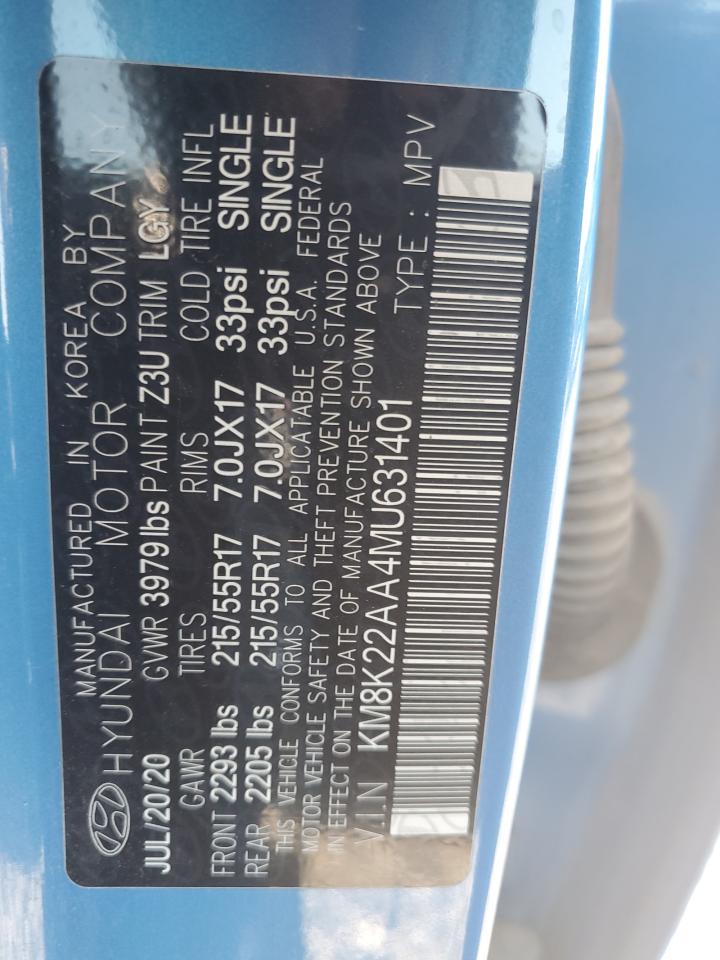 MANUFACTURED IN KOREA BY
HYUNDAI MOTOR COMPANY
JUL/20/20 GVWR 3979 lbs PAINT Z3U TRIM LGY
GAWR TIRES RIMS COLD TIRE INFL
FRONT 2293 lbs 215/55R17 7.0JX17 33psi SINGLE
REAR 2205 lbs 215/55R17 7.0JX17 33psi SINGLE
THIS VEHICLE CONFORMS TO ALL APPLICATABLE U.S.A. FEDERAL
MOTOR VEHICLE SAFETY AND THEFT PREVENTION STANDARDS
IN EFFECT ON THE DATE OF MANUFACTURE SHOWN ABOVE
V.I.N KM8K22AA4MU631401 TYPE : MPV